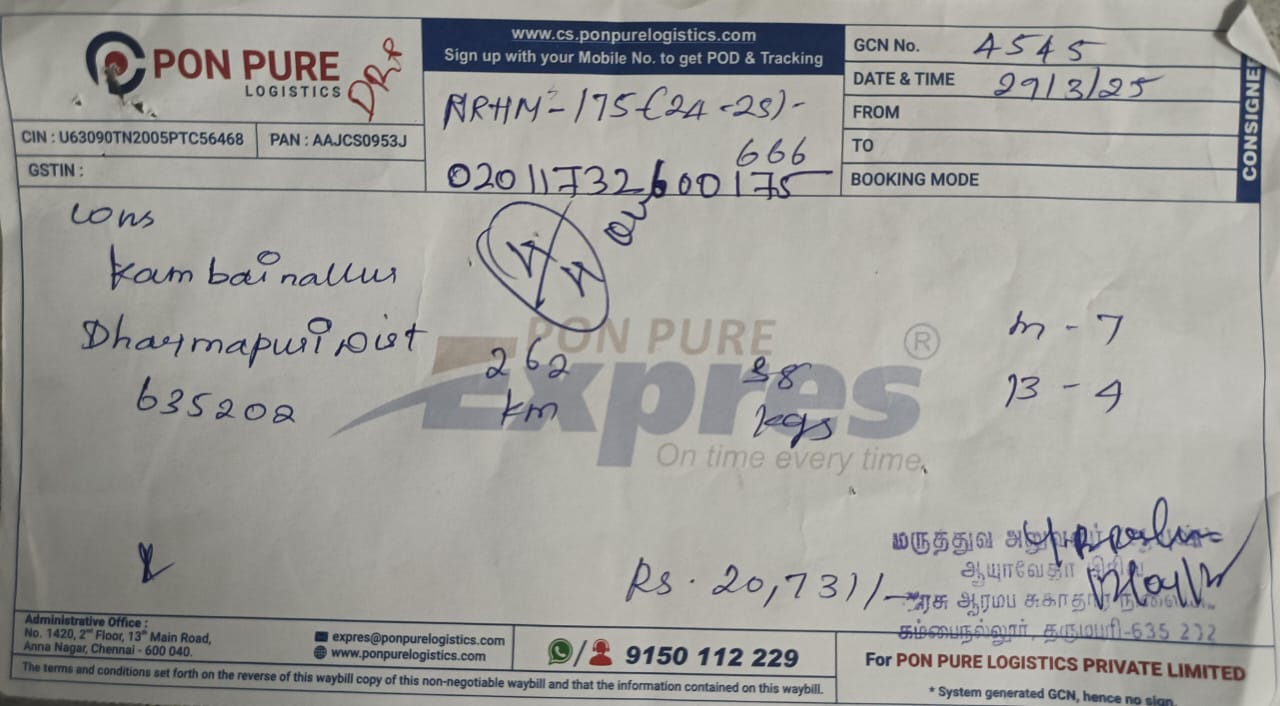 PON PURE
LOGISTICS
CIN : U63090TN2005PTC56468 PAN : AAJCS0953J
GSTIN :
www.cs.ponpurelogistics.com
Sign up with your Mobile No. to get POD & Tracking
NRHM-175-(24-25)-
666
02011732600175
GCN No. 4545
DATE & TIME 29/3/25
FROM
TO
BOOKING MODE
CONSIGNE
Cons
Kambainallur
Dharmapuri Dist
635202
262
km
38
kgs
M - 7
B - 4
PON PURE
Expres ®
On time every time.
Rs. 20,731/-
மருத்துவ
ஆயுர்வேதா பிரிவு
அரசு ஆரம்ப சுகாதார நிலையம்
கம்பைநல்லூர், தருமபுரி-635 202
Administrative Office :
No. 1420, 2nd Floor, 13th Main Road,
Anna Nagar, Chennai - 600 040.
expres@ponpurelogistics.com
www.ponpurelogistics.com
9150 112 229
For PON PURE LOGISTICS PRIVATE LIMITED
The terms and conditions set forth on the reverse of this waybill copy of this non-negotiable waybill and that the information contained on this waybill.
* System generated GCN, hence no sign.